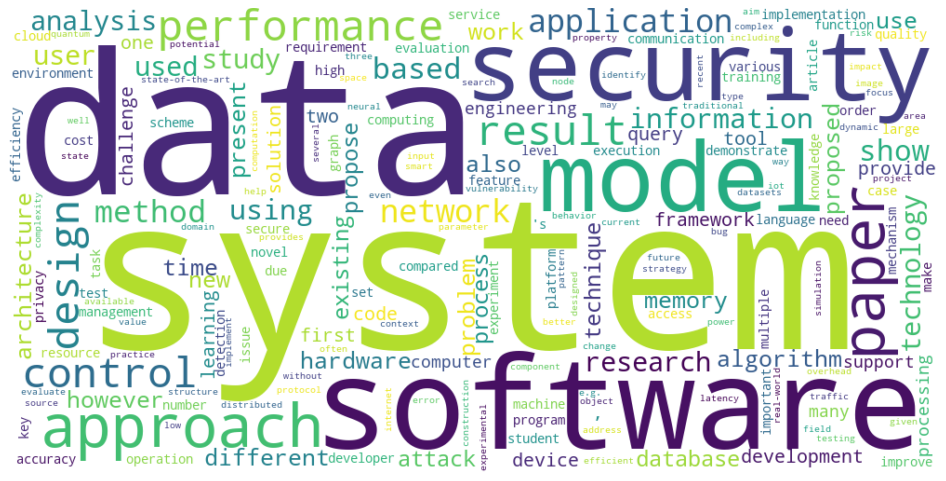 data
system
security
software
model
approach
performance
control
paper
design
application
network
result
information
method
analysis
user
study
based
work
use
used
present
challenge
cloud
quantum
one
potential
service
requirement
evaluation
three
high
environment
state-of-the-art
space
efficiency
well
cost
state
scheme
computation
several
solution
two
propose
neural
graph
computing
input
smart
also
feature
vulnerability
level
engineering
communication
property
search
node
execution
query
identify
may
demonstrate
tool
traditional
recent
training
type
various
way
datasets
iot
aim
complex
including
implementation
function
article
risk
quality
impact
image
focus
order
area
dynamic
large
knowledge
proposed
show
provide
case
project
need
mechanism
make
technology
language
framework
bug
current
behavior
's
even
help
domain
secure
provides
using
complexity
architecture
task
privacy
test
available
management
value
time
new
novel
due
set
existing
compared
parameter
experiment
problem
process
code
context
first
often
issue
implement
detection
learning
resource
practice
structure
evaluate
source
however
number
distributed
without
protocol
hardware
computer
internet
error
component
construction
platform
pattern
strategy
designed
better
future
change
technique
memory
access
power
multiple
simulation
research
algorithm
support
overhead
traffic
real-world
important
latency
e.g.
object
machine
program
address
student
experimental
efficient
device
database
development
many
field
testing
given
processing
improve
key
low
accuracy
operation
different
developer
attack
,